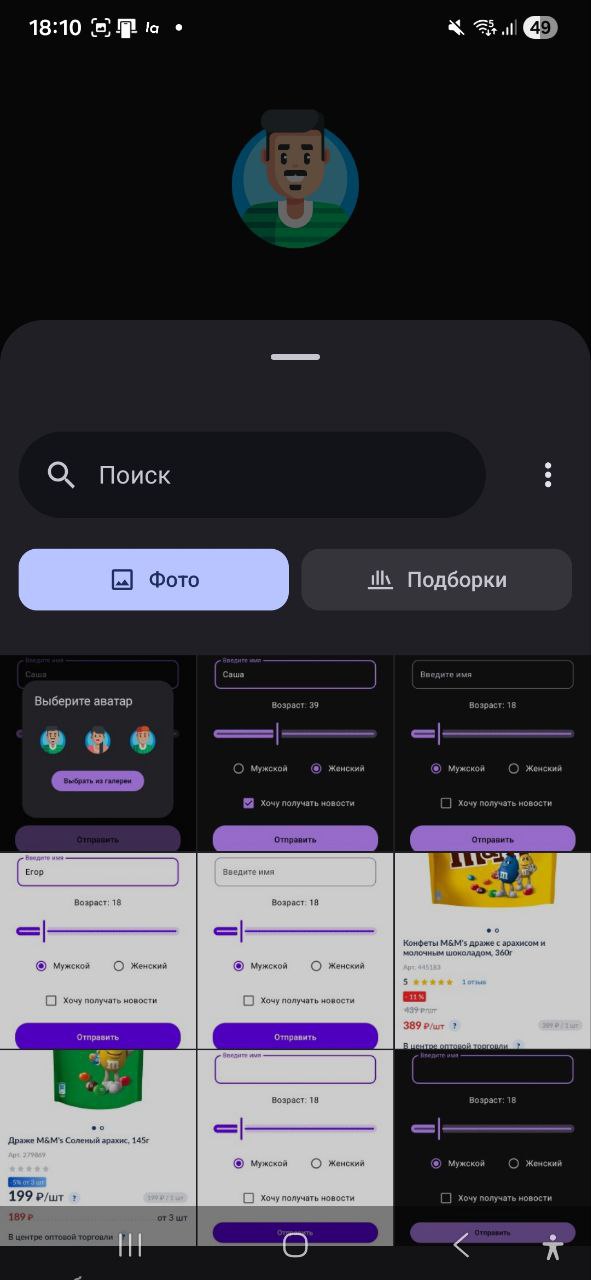 18:10
49
Поиск
Фото
Подборки
Введите имя
Саша
Выберите аватар
Выбрать из галереи
Отправить
Введите имя
Саша
Возраст: 39
Мужской
Женский
Хочу получать новости
Отправить
Введите имя
Возраст: 18
Мужской
Женский
Хочу получать новости
Отправить
Введите имя
Егор
Возраст: 18
Мужской
Женский
Хочу получать новости
Отправить
Введите имя
Возраст: 18
Мужской
Женский
Хочу получать новости
Отправить
Конфеты M&M's драже с арахисом и
молочным шоколадом, 360г
Арт. 445183
5
1 отзыв
- 11 %
439 ₽/шт
389 ₽/шт ?
389 ₽ / 1 шт
В центре оптовой торговли ?
Драже M&M's Соленый арахис, 145г
Арт. 279869
-5% от 3 шт
199 ₽/шт ?
199 ₽ / 1 шт
189 ₽
от 3 шт
В центре оптовой торговли ?
Введите имя
Возраст: 18
Мужской
Женский
Хочу получать новости
Отправить
Введите имя
Возраст: 18
Мужской
Женский
Хочу получать новости
Отправить